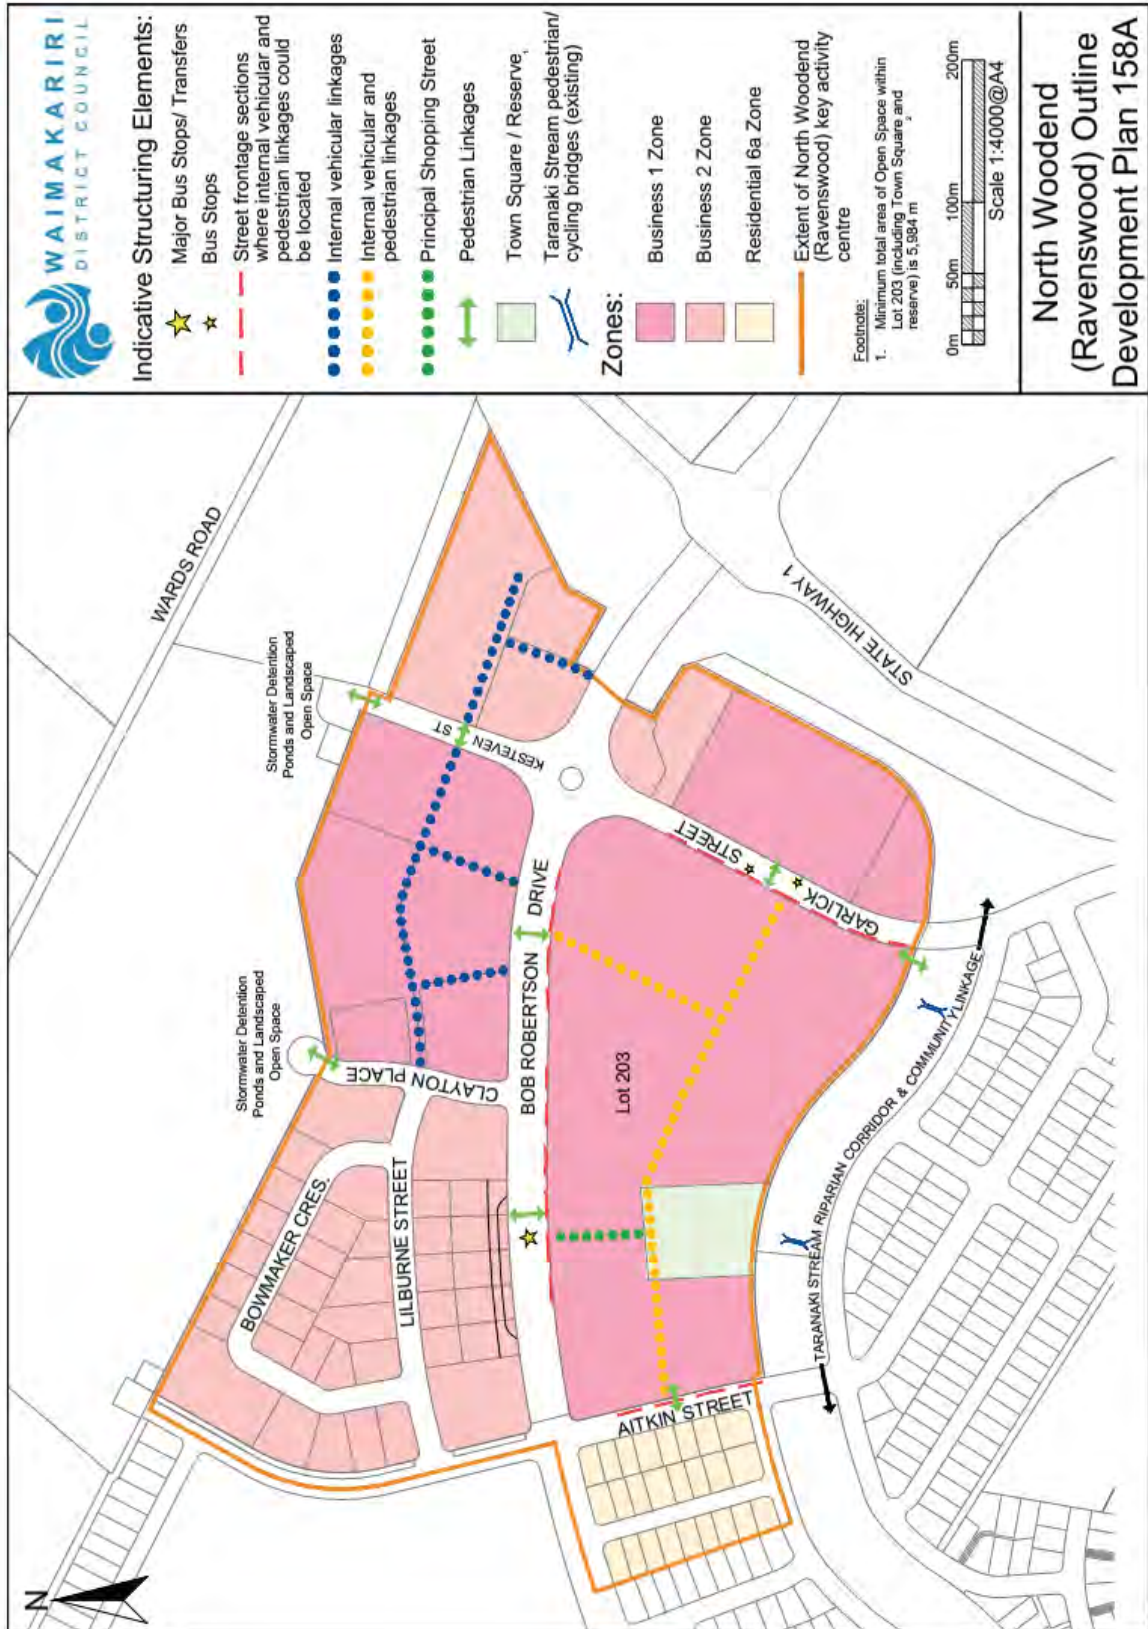 WAIMAKARIRI
DISTRICT COUNCIL
Indicative Structuring Elements:
Major Bus Stops/ Transfers
Bus Stops
Street frontage sections
where internal vehicular and
pedestrian linkages could
be located
Internal vehicular linkages
Internal vehicular and
pedestrian linkages
Principal Shopping Street
Pedestrian Linkages
Town Square / Reserve 1
Taranaki Stream pedestrian/
cycling bridges (existing)
Zones:
Business 1 Zone
Business 2 Zone
Residential 6a Zone
Extent of North Woodend
(Ravenswood) key activity
centre
Footnote:
1. Minimum total area of Open Space within
Lot 203 (including Town Square and
reserve) is 5,984 m²
0m 50m 100m 200m
Scale 1:4000@A4
North Woodend
(Ravenswood) Outline
Development Plan 158A
N
WARDS ROAD
Stormwater Detention
Ponds and Landscaped
Open Space
Stormwater Detention
Ponds and Landscaped
Open Space
KESTEVEN ST
STATE HIGHWAY 1
BOWMAKER CRES.
LILBURNE STREET
CLAYTON PLACE
BOB ROBERTSON DRIVE
GARLICK STREET
Lot 203
AITKIN STREET
TARANAKI STREAM RIPARIAN CORRIDOR & COMMUNITY LINKAGE